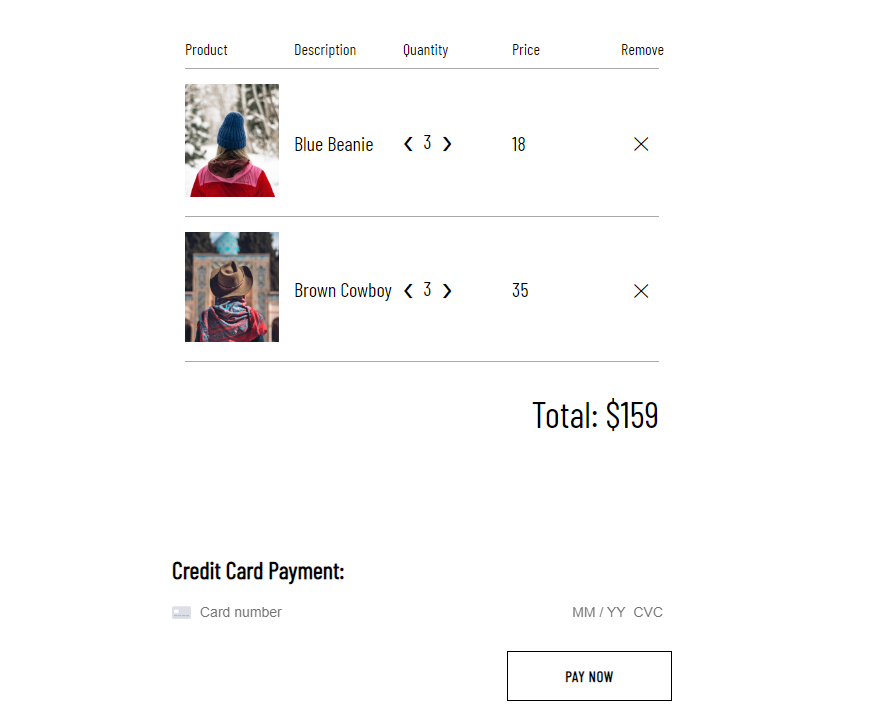 Product Description Quantity Price Remove
Blue Beanie ❮ 3 ❯ 18 ✕
Brown Cowboy ❮ 3 ❯ 35 ✕
Total: $159
Credit Card Payment:
Card number MM / YY CVC
PAY NOW